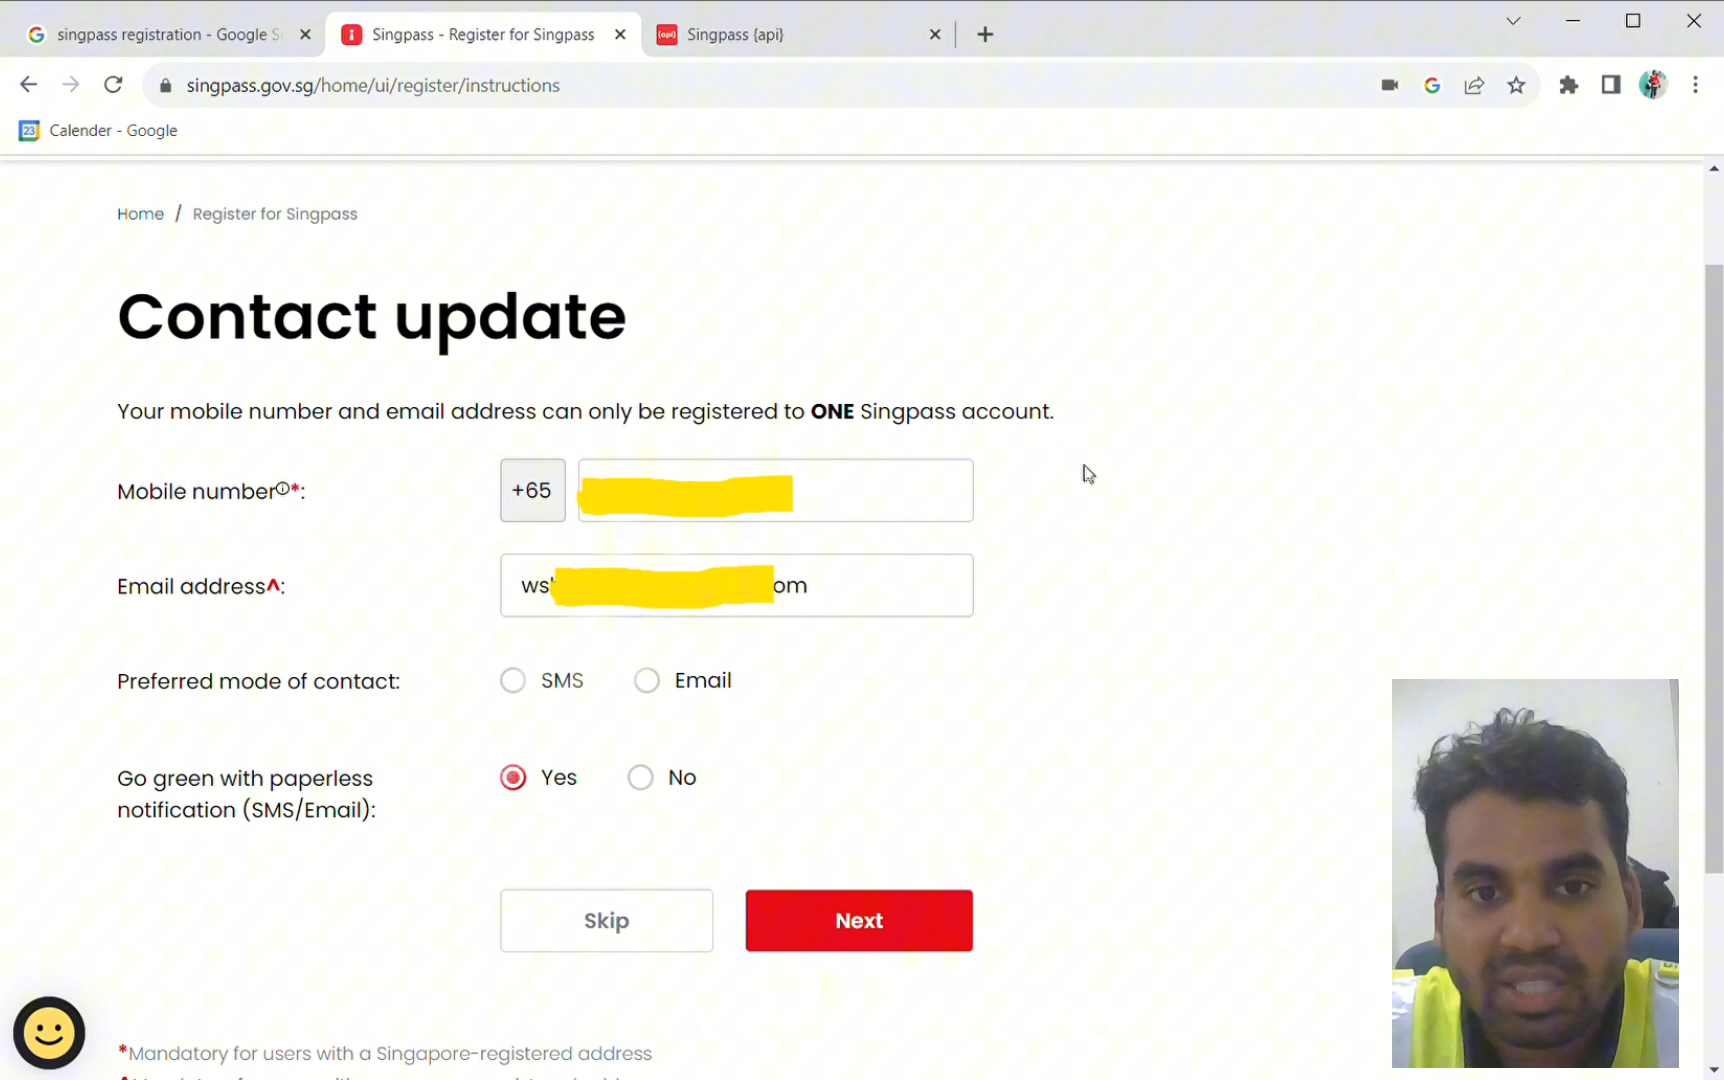 singpass registration - Google S
Singpass - Register for Singpass
Singpass {api}
singpass.gov.sg/home/ui/register/instructions
23 Calender - Google
Home / Register for Singpass
Contact update
Your mobile number and email address can only be registered to ONE Singpass account.
Mobile number*: +65
Email address^: ws om
Preferred mode of contact: SMS Email
Go green with paperless
notification (SMS/Email): Yes No
Skip Next
*Mandatory for users with a Singapore-registered address